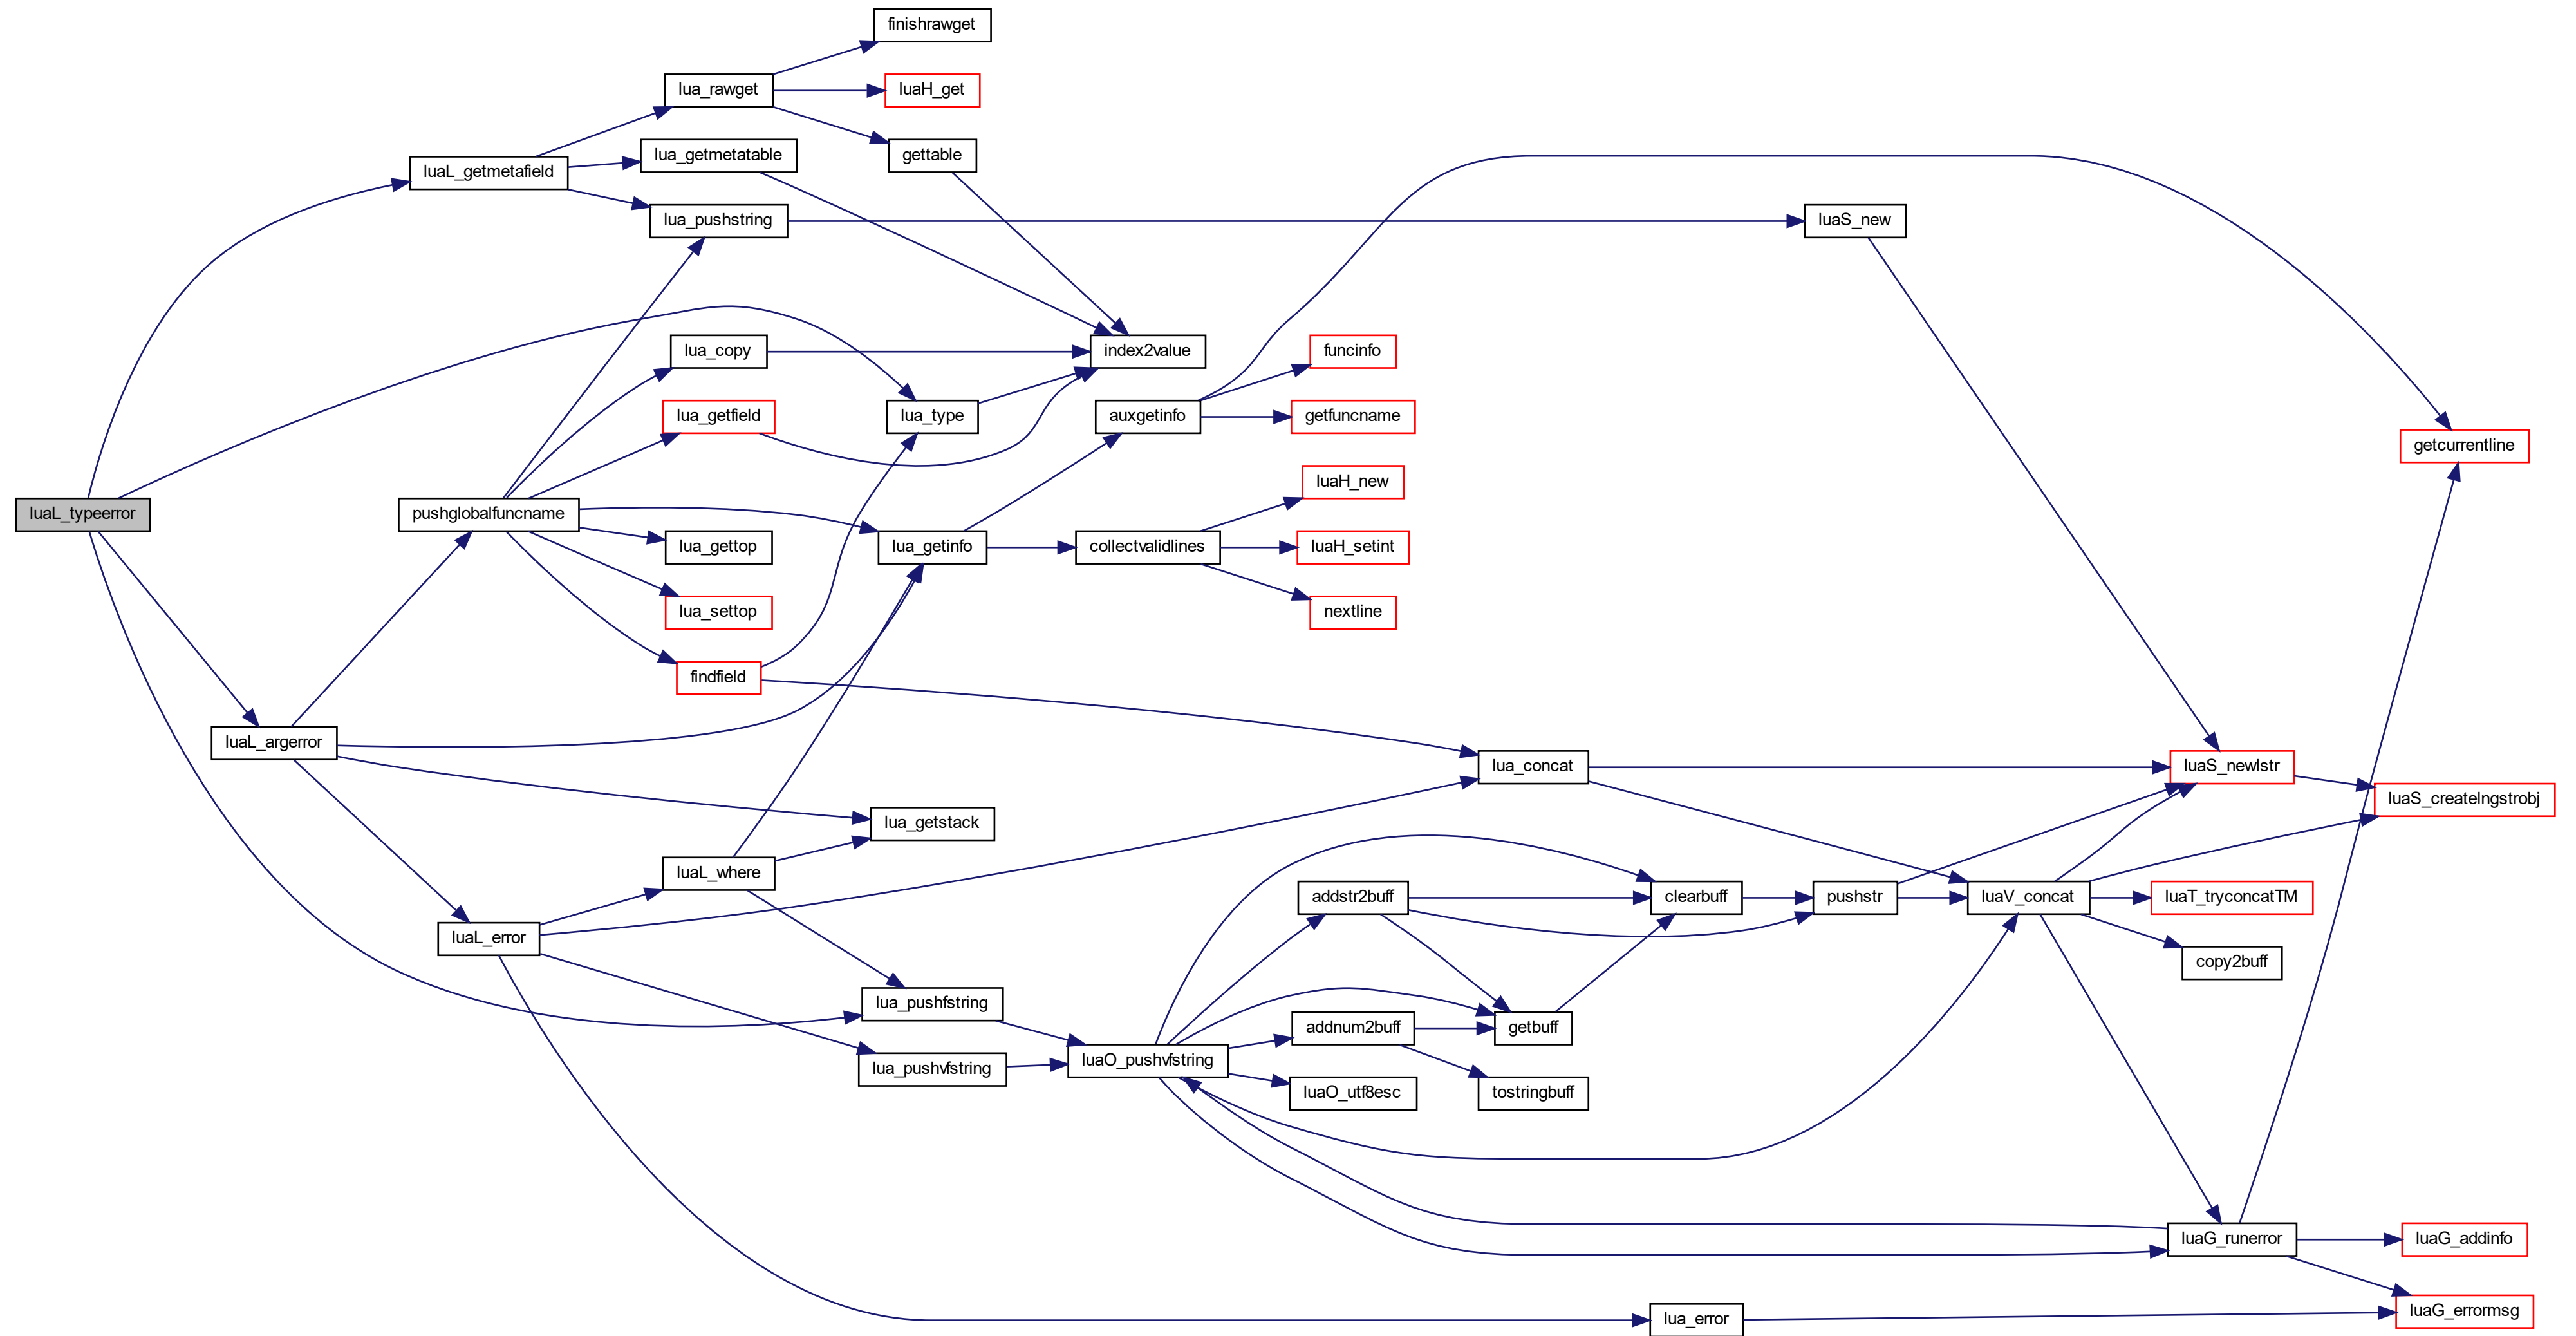 finishrawget
lua_rawget
luaH_get
lua_getmetatable
gettable
luaL_getmetafield
lua_pushstring
luaS_new
lua_copy
index2value
funcinfo
lua_getfield
lua_type
auxgetinfo
getfuncname
getcurrentline
luaH_new
luaL_typeerror
pushglobalfuncname
lua_gettop
lua_getinfo
collectvalidlines
luaH_setint
lua_settop
nextline
findfield
luaL_argerror
lua_concat
luaS_newlstr
luaS_createlngstrobj
lua_getstack
luaL_where
addstr2buff
clearbuff
pushstr
luaV_concat
luaT_tryconcatTM
luaL_error
copy2buff
lua_pushfstring
addnum2buff
getbuff
lua_pushvfstring
luaO_pushvfstring
luaO_utf8esc
tostringbuff
luaG_runerror
luaG_addinfo
lua_error
luaG_errormsg